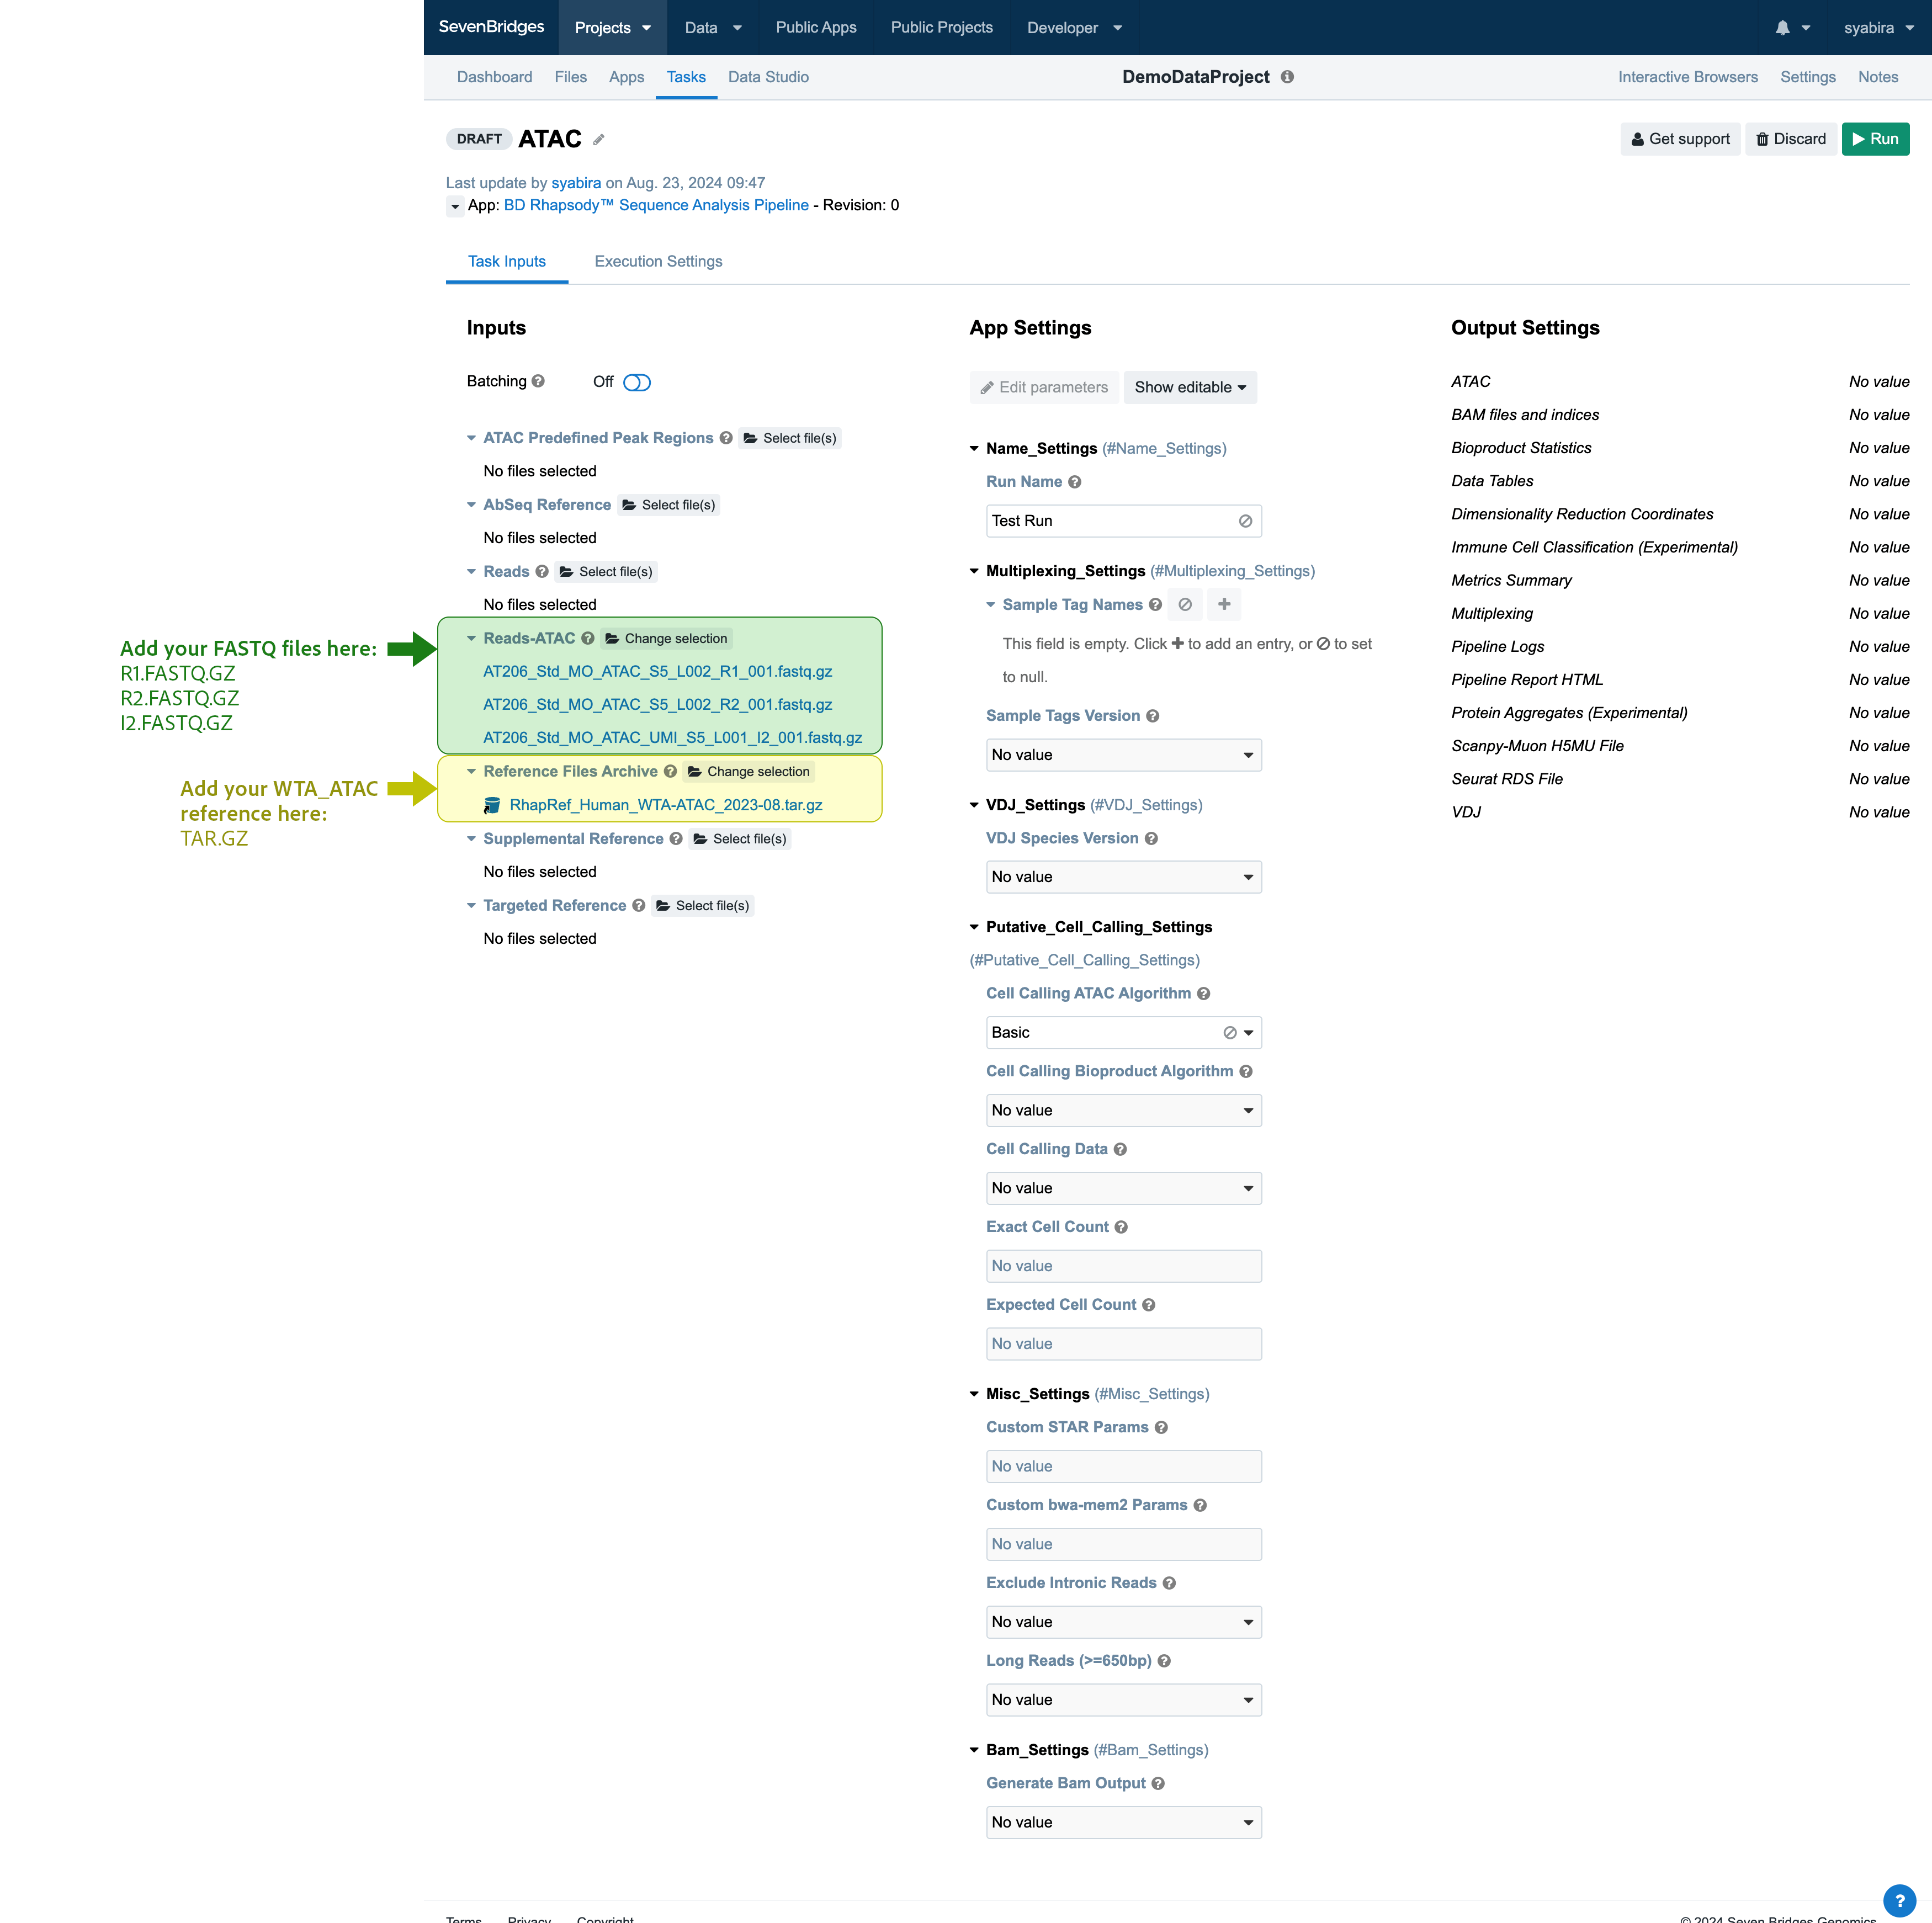 SevenBridges Projects Data Public Apps Public Projects Developer syabira
Dashboard Files Apps Tasks Data Studio DemoDataProject Interactive Browsers Settings Notes
DRAFT ATAC Get support Discard Run
Last update by syabira on Aug. 23, 2024 09:47
App: BD Rhapsody™ Sequence Analysis Pipeline - Revision: 0
Task Inputs Execution Settings
Inputs
Batching Off
ATAC Predefined Peak Regions Select file(s)
No files selected
AbSeq Reference Select file(s)
No files selected
Reads Select file(s)
No files selected
Add your FASTQ files here:
R1.FASTQ.GZ
R2.FASTQ.GZ
I2.FASTQ.GZ
Reads-ATAC Change selection
AT206_Std_MO_ATAC_S5_L002_R1_001.fastq.gz
AT206_Std_MO_ATAC_S5_L002_R2_001.fastq.gz
AT206_Std_MO_ATAC_UMI_S5_L001_I2_001.fastq.gz
Add your WTA_ATAC
reference here:
TAR.GZ
Reference Files Archive Change selection
RhapRef_Human_WTA-ATAC_2023-08.tar.gz
Supplemental Reference Select file(s)
No files selected
Targeted Reference Select file(s)
No files selected
App Settings
Edit parameters Show editable
Name_Settings (#Name_Settings)
Run Name
Test Run
Multiplexing_Settings (#Multiplexing_Settings)
Sample Tag Names
This field is empty. Click + to add an entry, or ⊘ to set
to null.
Sample Tags Version
No value
VDJ_Settings (#VDJ_Settings)
VDJ Species Version
No value
Putative_Cell_Calling_Settings
(#Putative_Cell_Calling_Settings)
Cell Calling ATAC Algorithm
Basic
Cell Calling Bioproduct Algorithm
No value
Cell Calling Data
No value
Exact Cell Count
No value
Expected Cell Count
No value
Misc_Settings (#Misc_Settings)
Custom STAR Params
No value
Custom bwa-mem2 Params
No value
Exclude Intronic Reads
No value
Long Reads (>=650bp)
No value
Bam_Settings (#Bam_Settings)
Generate Bam Output
No value
Output Settings
ATAC No value
BAM files and indices No value
Bioproduct Statistics No value
Data Tables No value
Dimensionality Reduction Coordinates No value
Immune Cell Classification (Experimental) No value
Metrics Summary No value
Multiplexing No value
Pipeline Logs No value
Pipeline Report HTML No value
Protein Aggregates (Experimental) No value
Scanpy-Muon H5MU File No value
Seurat RDS File No value
VDJ No value
Terms Privacy Copyright © 2024 Seven Bridges Genomics